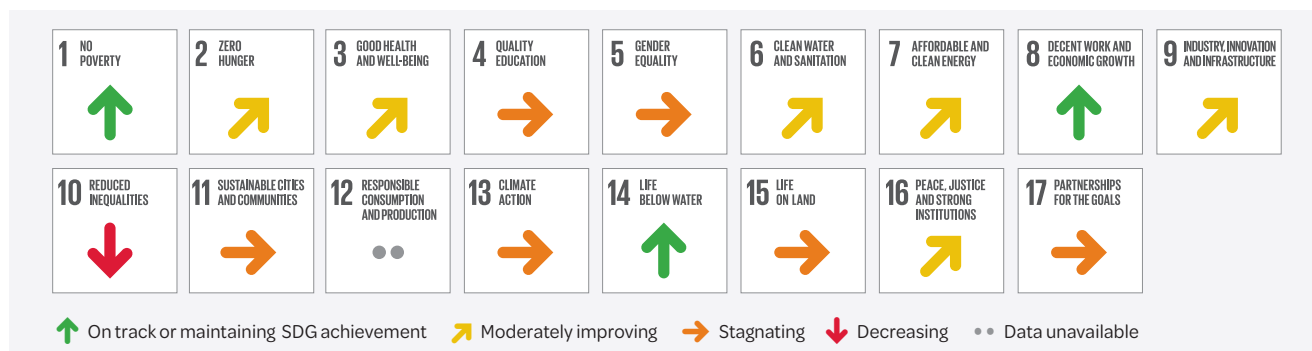 1 NO POVERTY
2 ZERO HUNGER
3 GOOD HEALTH AND WELL-BEING
4 QUALITY EDUCATION
5 GENDER EQUALITY
6 CLEAN WATER AND SANITATION
7 AFFORDABLE AND CLEAN ENERGY
8 DECENT WORK AND ECONOMIC GROWTH
9 INDUSTRY, INNOVATION AND INFRASTRUCTURE
10 REDUCED INEQUALITIES
11 SUSTAINABLE CITIES AND COMMUNITIES
12 RESPONSIBLE CONSUMPTION AND PRODUCTION
13 CLIMATE ACTION
14 LIFE BELOW WATER
15 LIFE ON LAND
16 PEACE, JUSTICE AND STRONG INSTITUTIONS
17 PARTNERSHIPS FOR THE GOALS
On track or maintaining SDG achievement
Moderately improving
Stagnating
Decreasing
Data unavailable